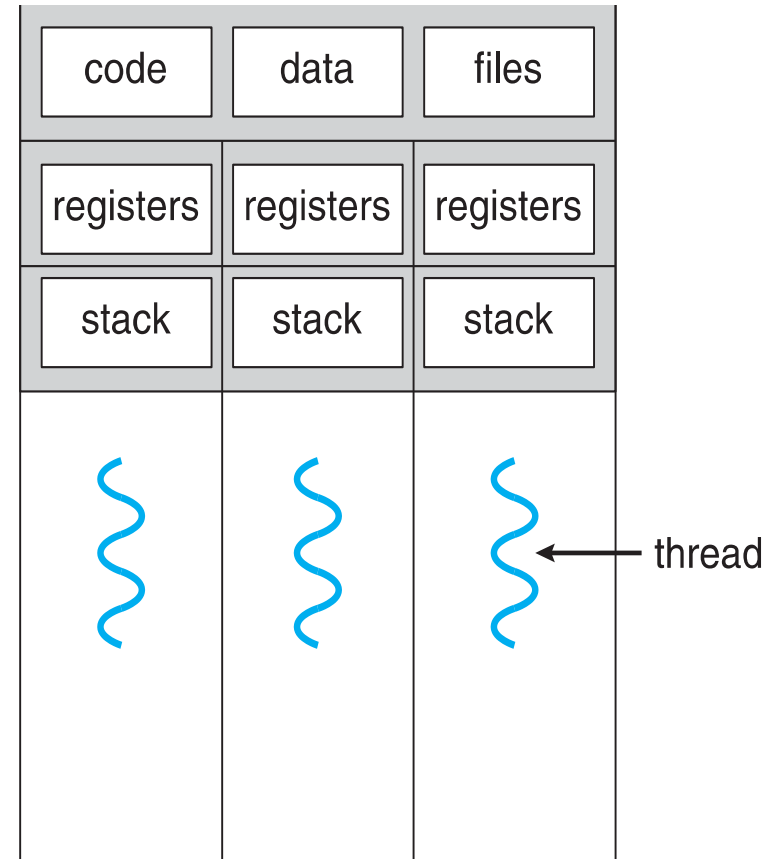 code data files
registers registers registers
stack stack stack
thread